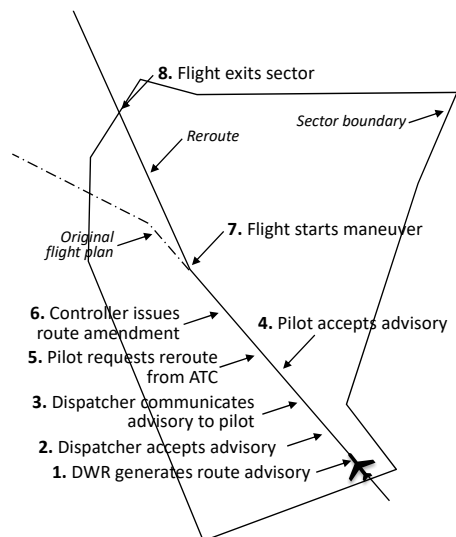 8. Flight exits sector
Sector boundary
Reroute
7. Flight starts maneuver
Original
flight plan
6. Controller issues
route amendment
4. Pilot accepts advisory
5. Pilot requests reroute
from ATC
3. Dispatcher communicates
advisory to pilot
2. Dispatcher accepts advisory
1. DWR generates route advisory